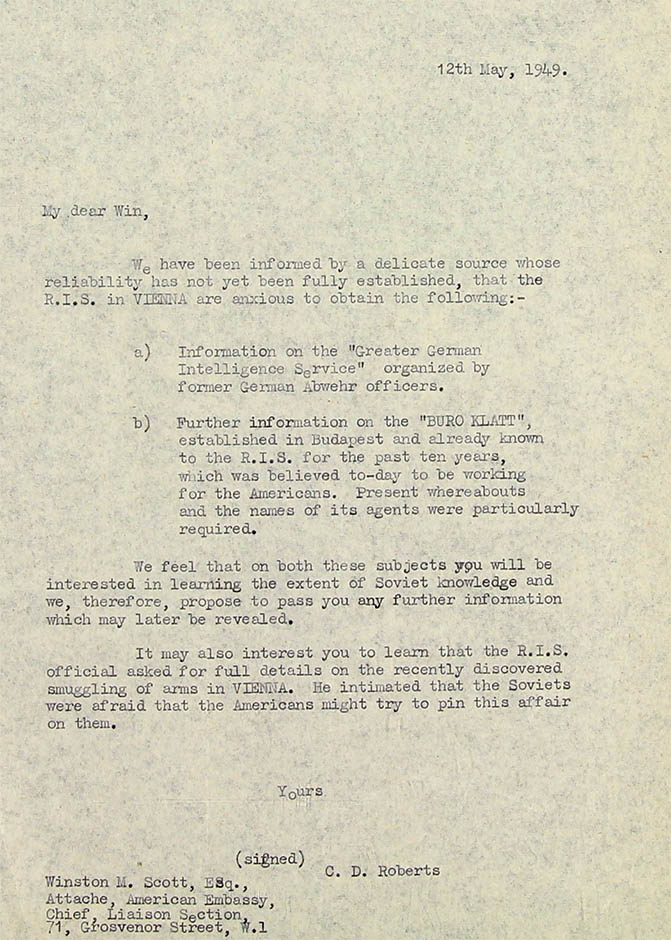 12th May, 1949.
My dear Win,
We have been informed by a delicate source whose
reliability has not yet been fully established, that the
R.I.S. in VIENNA are anxious to obtain the following:-
a) Information on the "Greater German
Intelligence Service" organized by
former German Abwehr officers.
b) Further information on the "BURO KLATT",
established in Budapest and already known
to the R.I.S. for the past ten years,
which was believed to-day to be working
for the Americans. Present whereabouts
and the names of its agents were particularly
required.
We feel that on both these subjects you will be
interested in learning the extent of Soviet knowledge and
we, therefore, propose to pass you any further information
which may later be revealed.
It may also interest you to learn that the R.I.S.
official asked for full details on the recently discovered
smuggling of arms in VIENNA. He intimated that the Soviets
were afraid that the Americans might try to pin this affair
on them.
Yours
(signed)
C. D. Roberts
Winston M. Scott, Esq.,
Attache, American Embassy,
Chief, Liaison Section,
71, Grosvenor Street, W.1